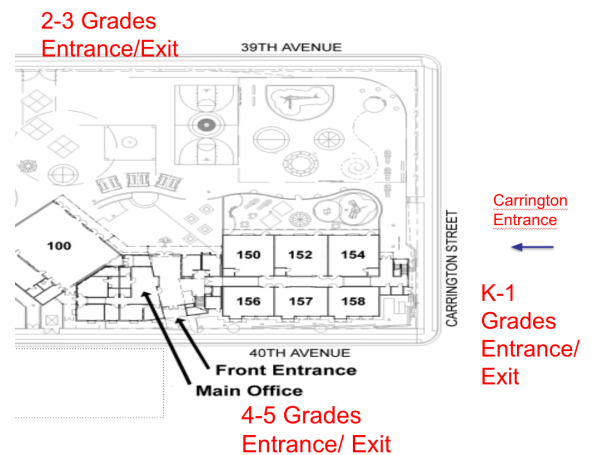 2-3 Grades
Entrance/Exit
39TH AVENUE
Carrington
Entrance
CARRINGTON STREET
100
150
152
154
156
157
158
K-1
Grades
Entrance/
Exit
40TH AVENUE
Front Entrance
Main Office
4-5 Grades
Entrance/ Exit